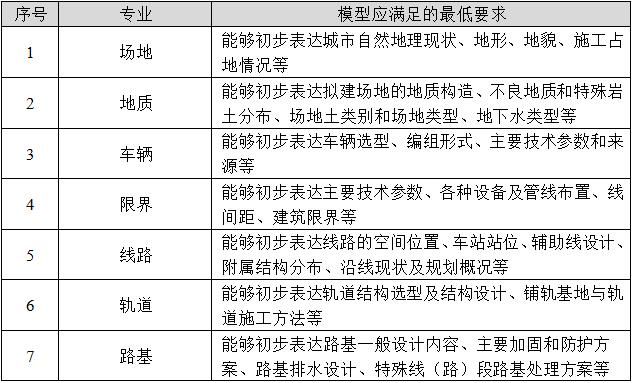 序号 专业 模型应满足的最低要求
1 场地 能够初步表达城市自然地理现状、地形、地貌、施工占
地情况等
2 地质 能够初步表达拟建场地的地质构造、不良地质和特殊岩
土分布、场地土类别和场地类型、地下水类型等
3 车辆 能够初步表达车辆选型、编组形式、主要技术参数和来
源等
4 限界 能够初步表达主要技术参数、各种设备及管线布置、线
间距、建筑限界等
5 线路 能够初步表达线路的空间位置、车站站位、辅助线设计、
附属结构分布、沿线现状及规划概况等
6 轨道 能够初步表达轨道结构选型及结构设计、铺轨基地与轨
道施工方法等
7 路基 能够初步表达路基一般设计内容、主要加固和防护方
案、路基排水设计、特殊线（路）段路基处理方案等